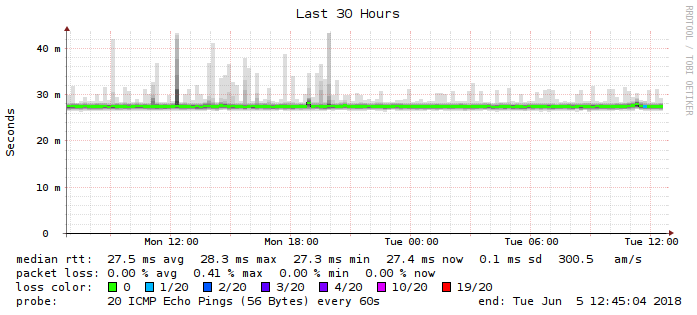 Last 30 Hours
RRDTOOL / TOBI OETIKER
Seconds
40 m
30 m
20 m
10 m
0
Mon 12:00 Mon 18:00 Tue 00:00 Tue 06:00 Tue 12:00
median rtt: 27.5 ms avg 28.3 ms max 27.3 ms min 27.4 ms now 0.1 ms sd 300.5 am/s
packet loss: 0.00 % avg 0.41 % max 0.00 % min 0.00 % now
loss color: 0 1/20 2/20 3/20 4/20 10/20 19/20
probe: 20 ICMP Echo Pings (56 Bytes) every 60s end: Tue Jun 5 12:45:04 2018